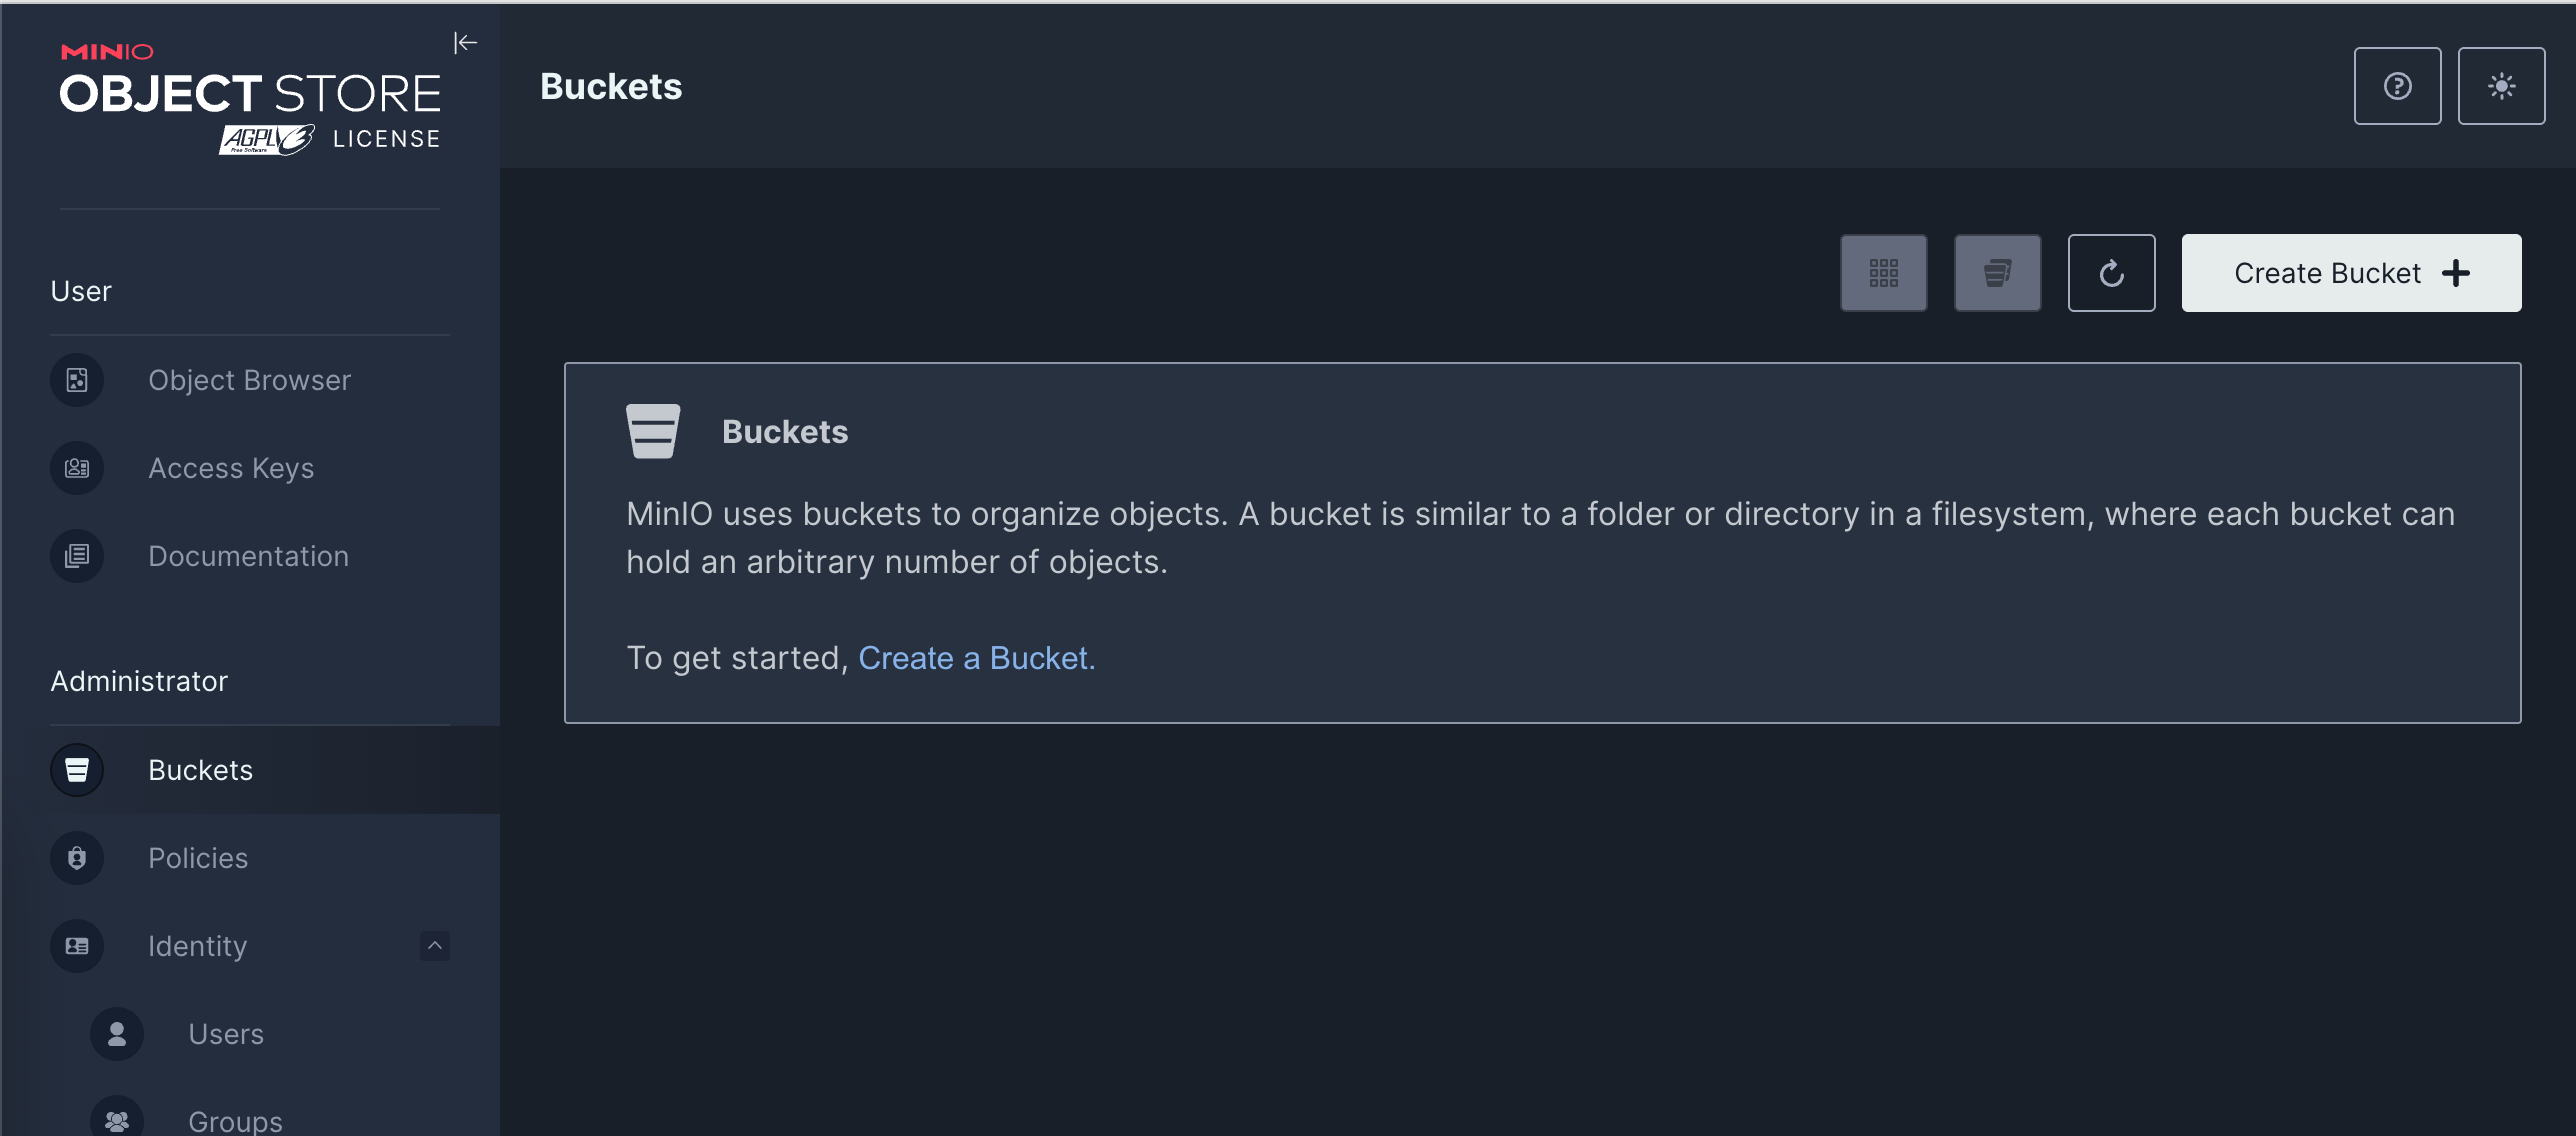 MINIO
OBJECT STORE
AGPLv3 LICENSE
Free Software
User
Object Browser
Access Keys
Documentation
Administrator
Buckets
Policies
Identity
Users
Groups
Buckets
Create Bucket
Buckets
MinIO uses buckets to organize objects. A bucket is similar to a folder or directory in a filesystem, where each bucket can
hold an arbitrary number of objects.
To get started, Create a Bucket.